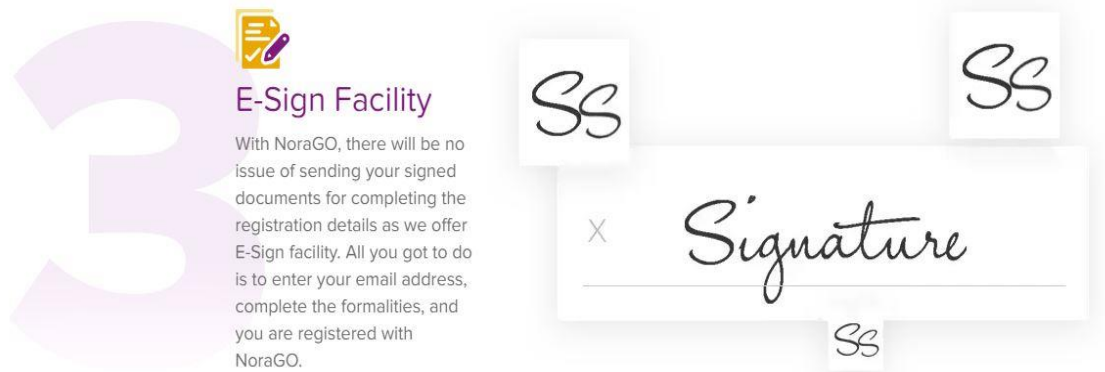 3
E-Sign Facility
With NoraGO, there will be no
issue of sending your signed
documents for completing the
registration details as we offer
E-Sign facility. All you got to do
is to enter your email address,
complete the formalities, and
you are registered with
NoraGO.
SS
SS
X Signature
SS